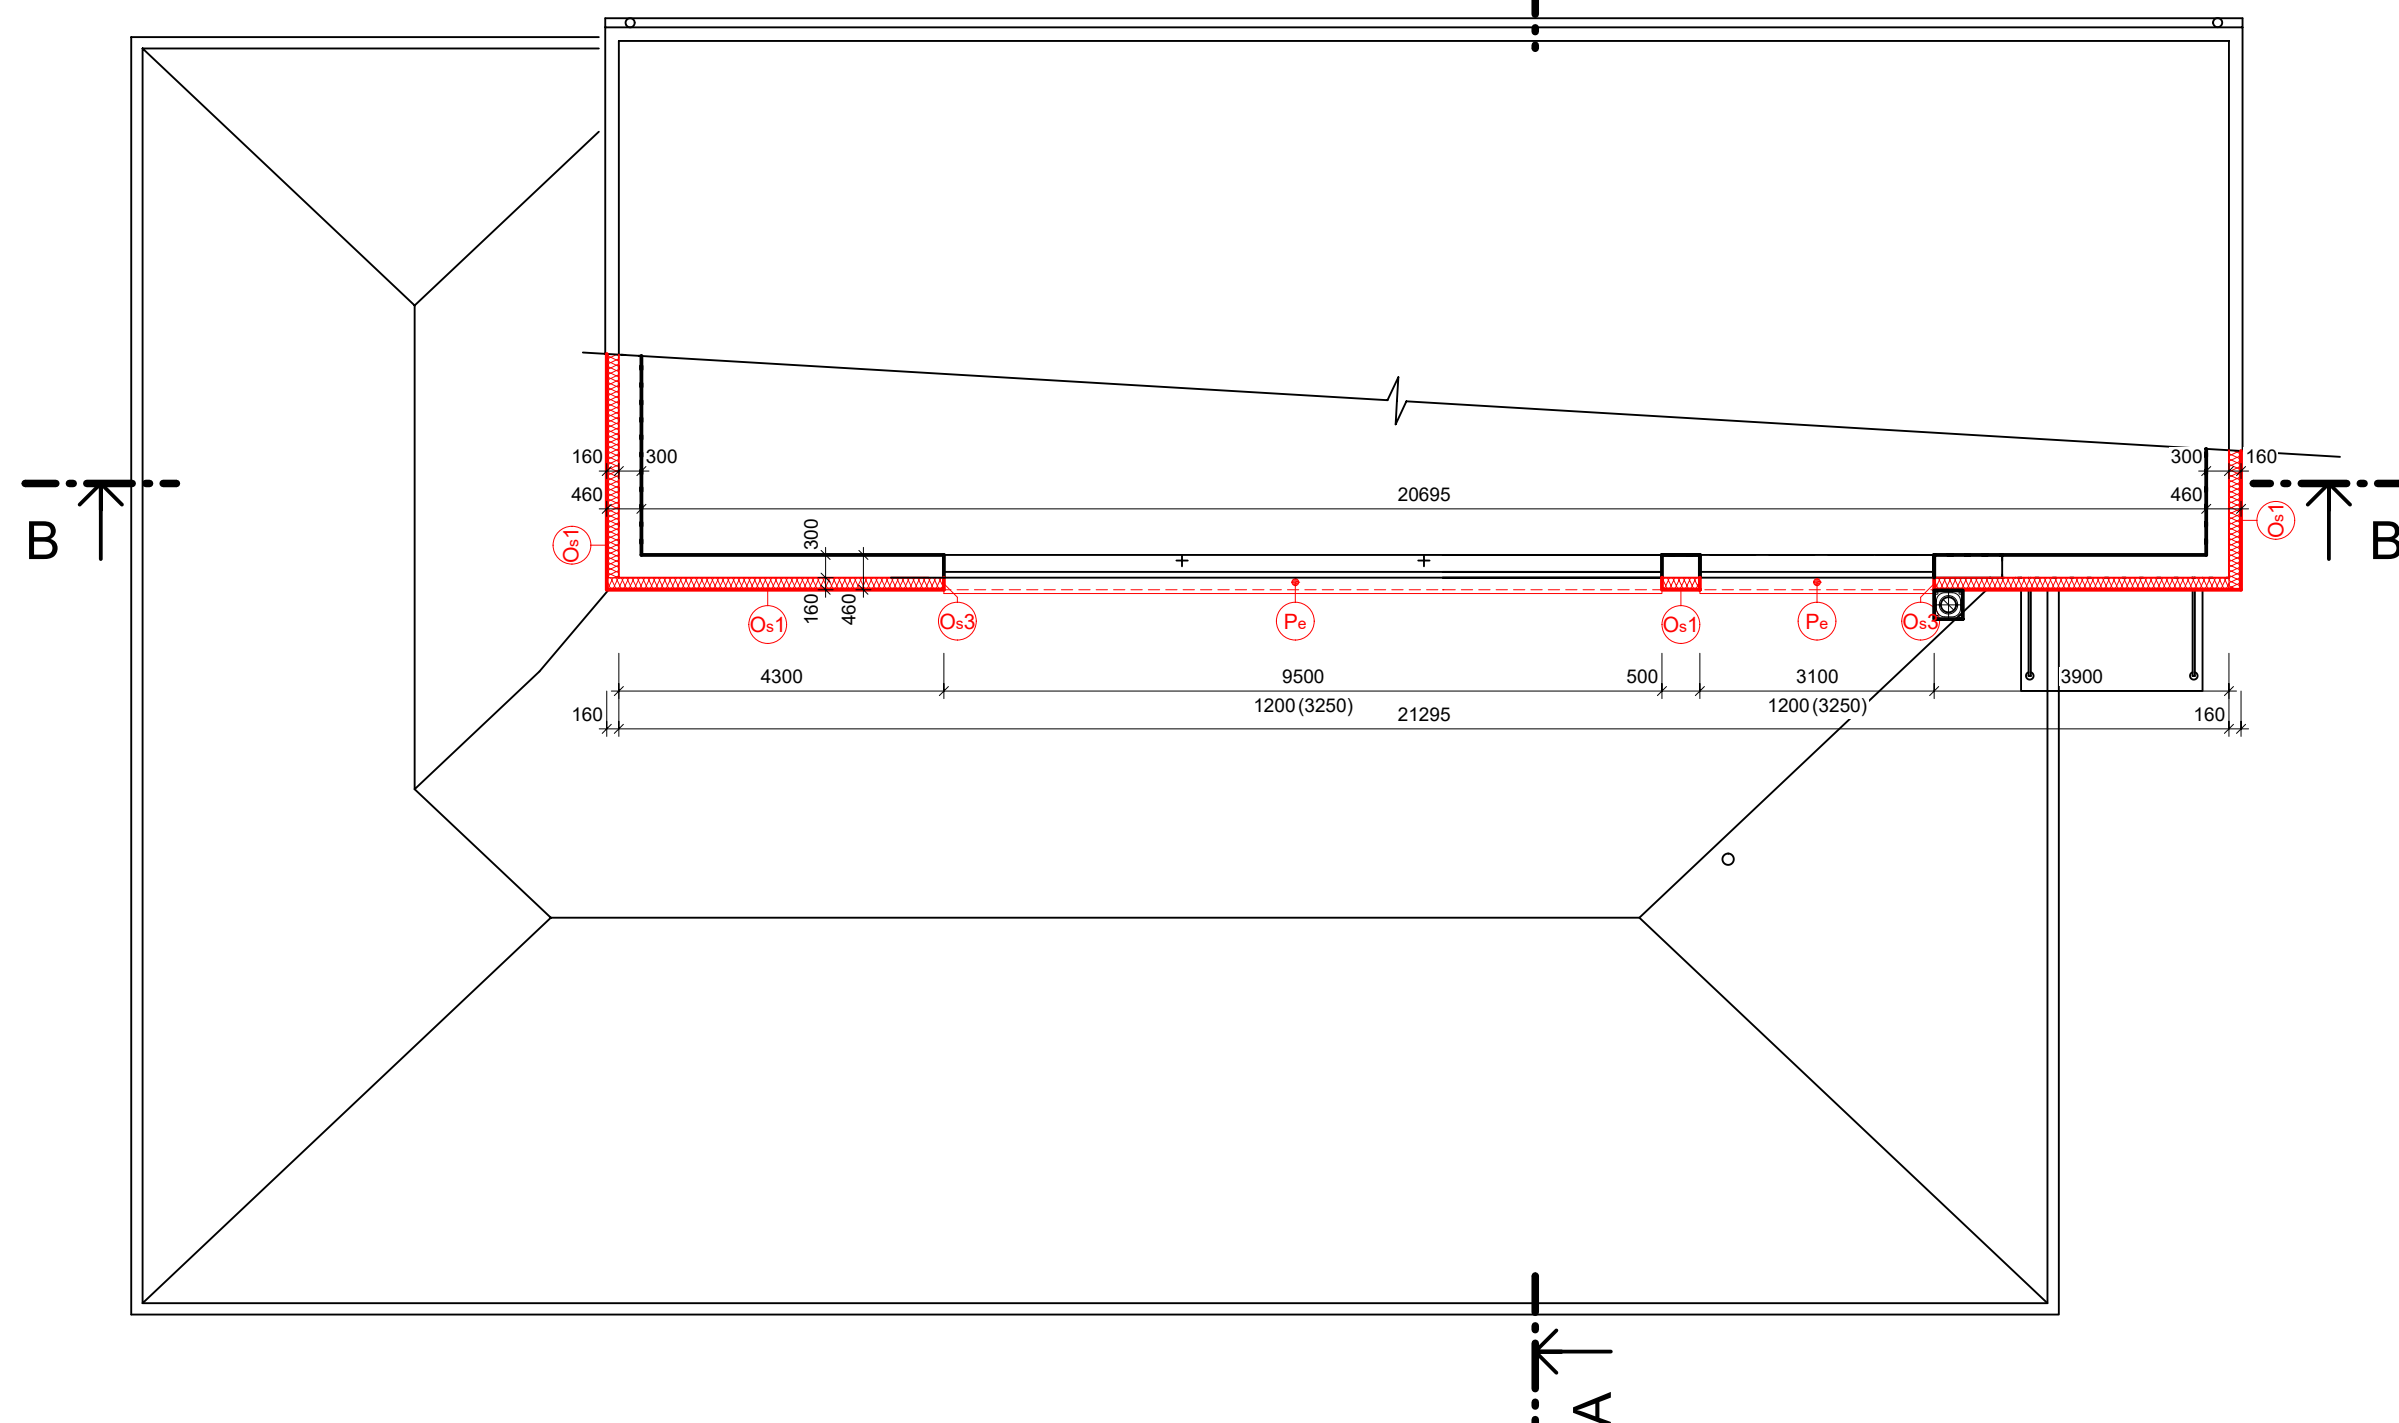 160 300 300 160
460 20695 460
B B
Os1 Os1
300
160 460
Os1 Os3 Pe Os1 Pe Os3
4300 9500 500 3100 3900
1200(3250) 1200(3250)
160 21295 160
A